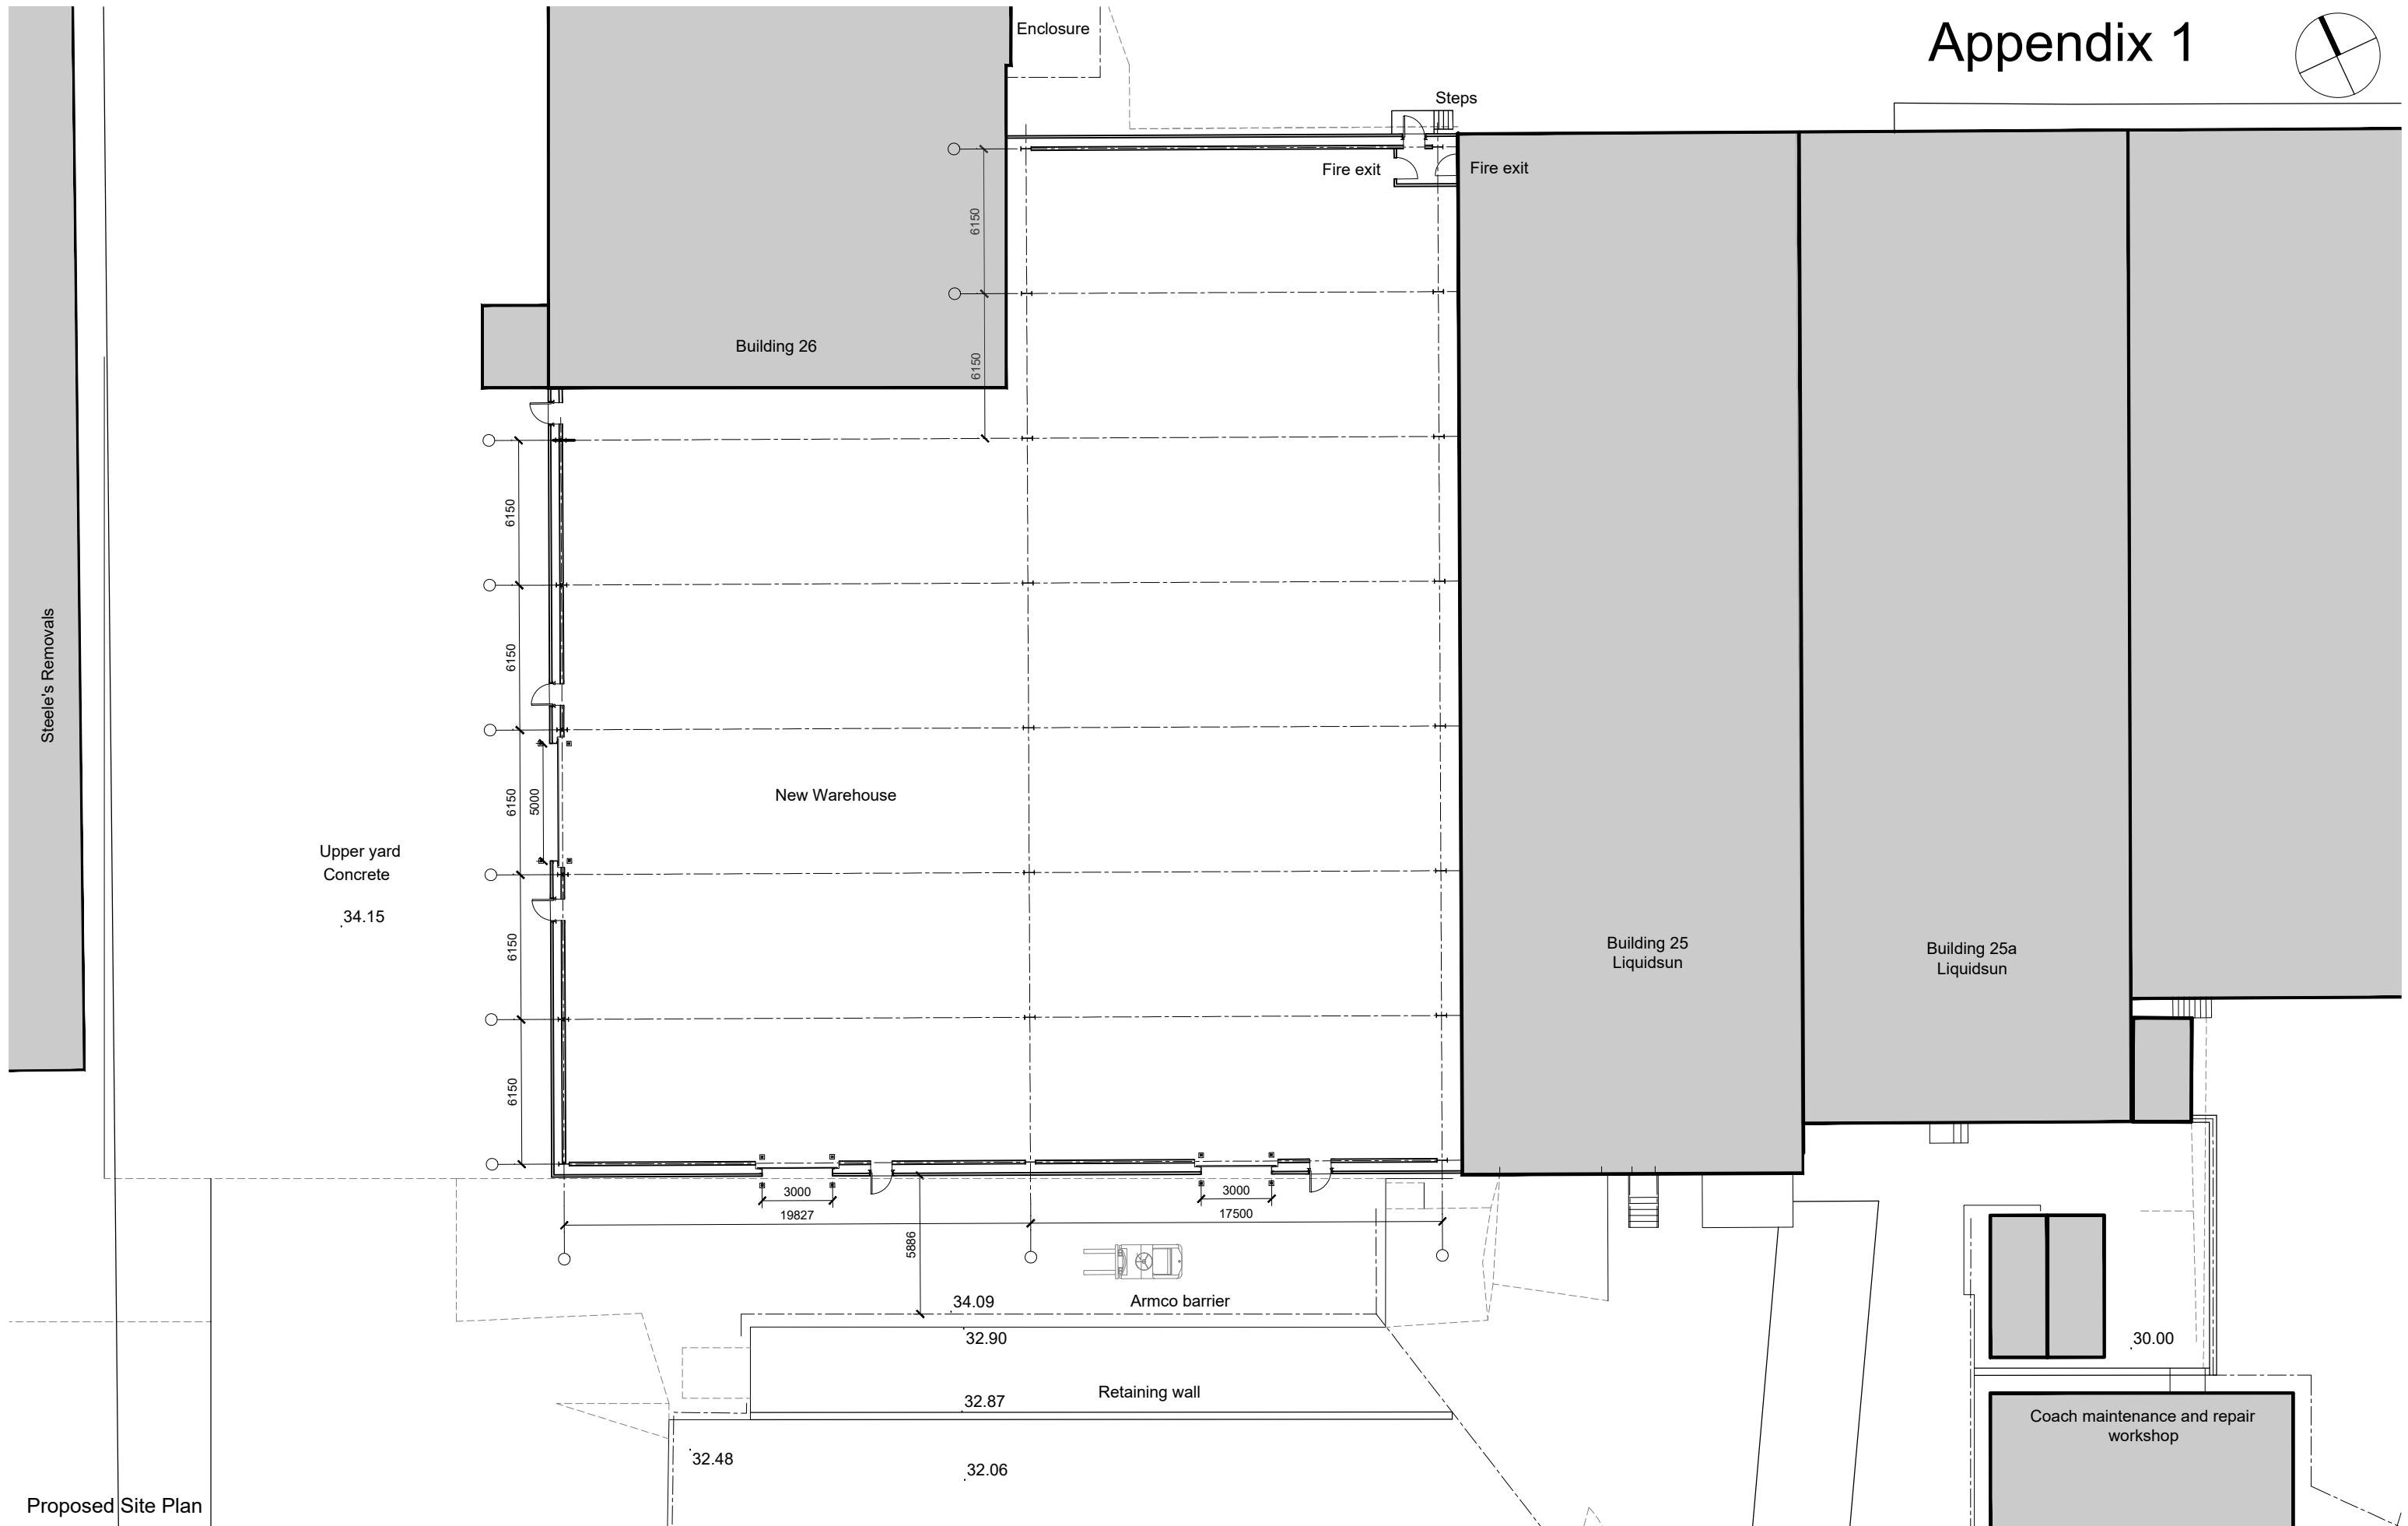 Appendix 1
Enclosure
Steps
Fire exit
Fire exit
6150
6150
Building 26
6150
6150
6150
5000
6150
6150
Steele's Removals
New Warehouse
Upper yard
Concrete
34.15
Building 25
Liquidsun
Building 25a
Liquidsun
3000
19827
3000
17500
5886
34.09
Armco barrier
32.90
30.00
32.87
Retaining wall
Coach maintenance and repair
workshop
32.48
32.06
Proposed Site Plan